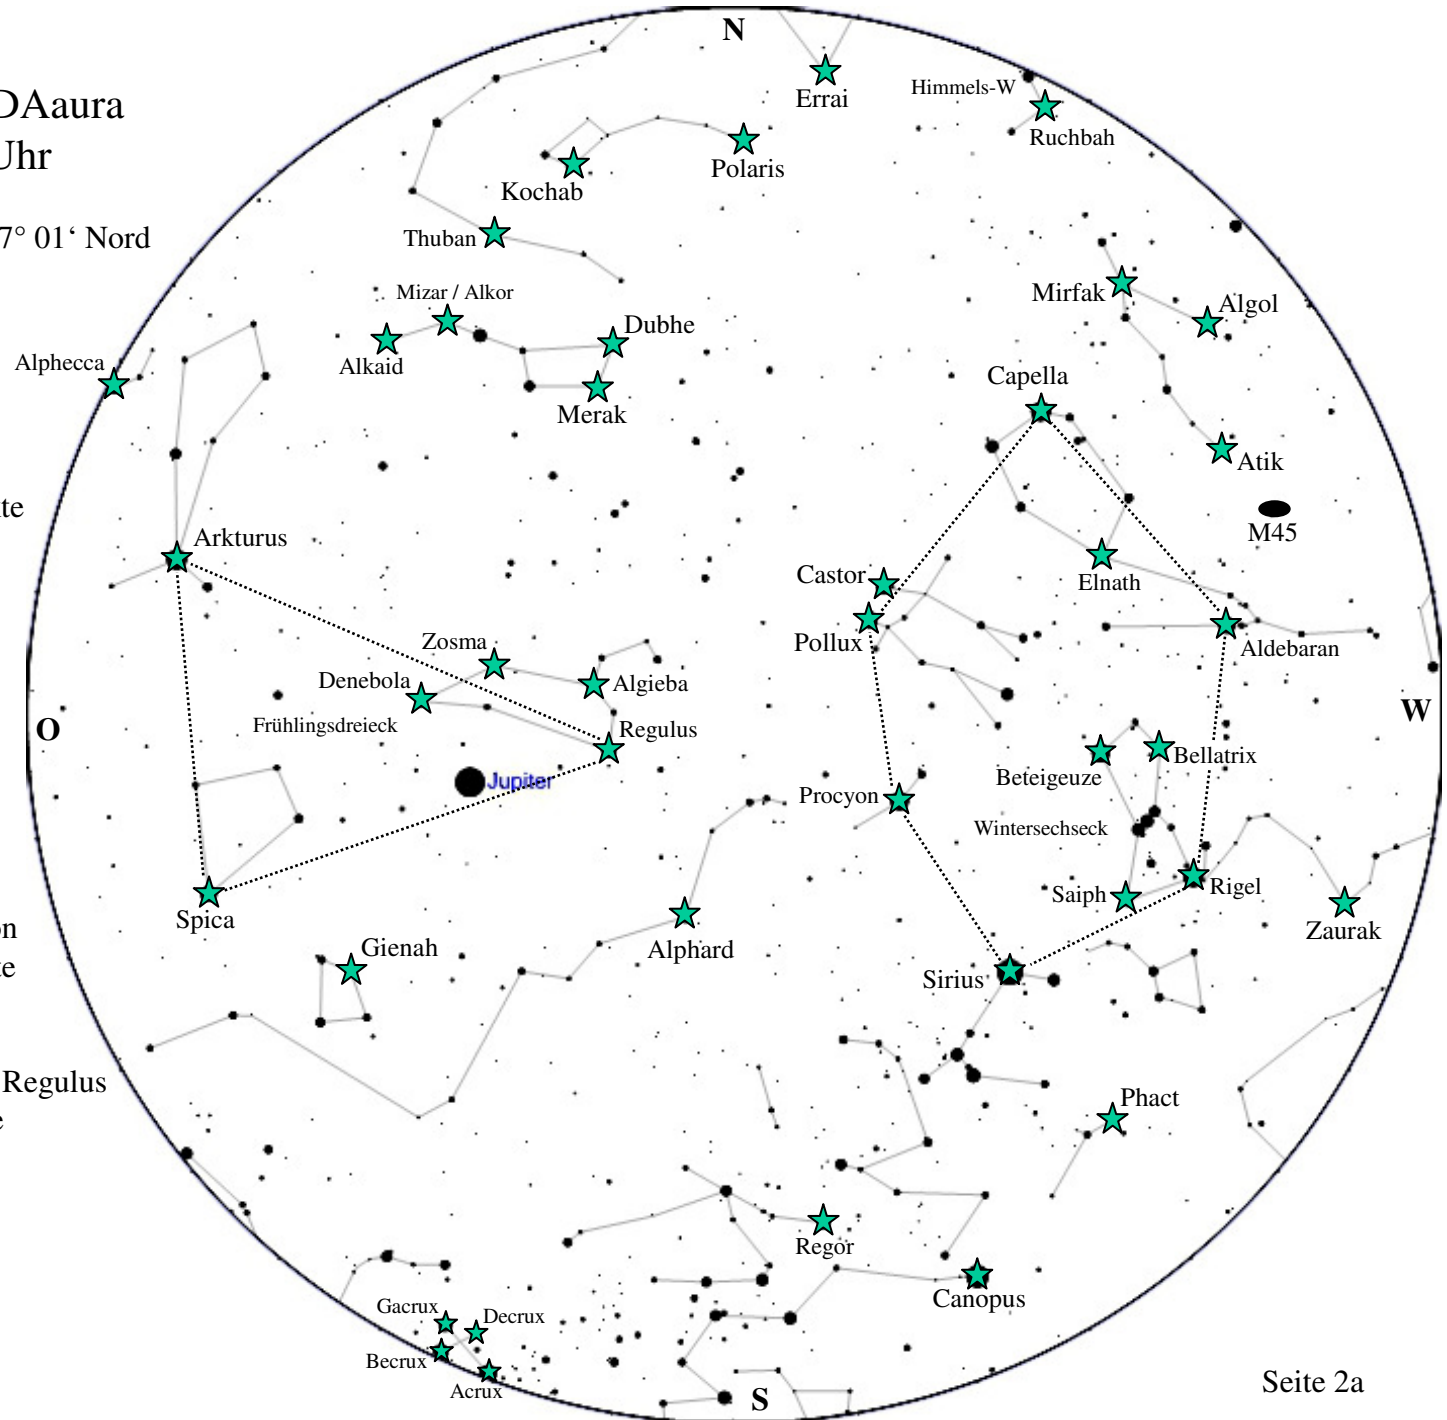 N
DAaura
Uhr
7° 01‘ Nord
Errai
Himmels-W
Ruchbah
Polaris
Kochab
Thuban
Mizar / Alkor
Alkaid
Dubhe
Merak
Alphecca
Mirfak
Algol
Capella
Atik
M45
te
Arkturus
Castor
Elnath
Pollux
Aldebaran
Zosma
Denebola
Algieba
Frühlingsdreieck
Regulus
O
W
Jupiter
Beteigeuze
Bellatrix
Procyon
Wintersechseck
Saiph
Rigel
Zaurak
Spica
on
te
Gienah
Alphard
Sirius
Regulus
e
Phact
Regor
Canopus
Gacrux
Decrux
Becrux
Acrux
S
Seite 2a